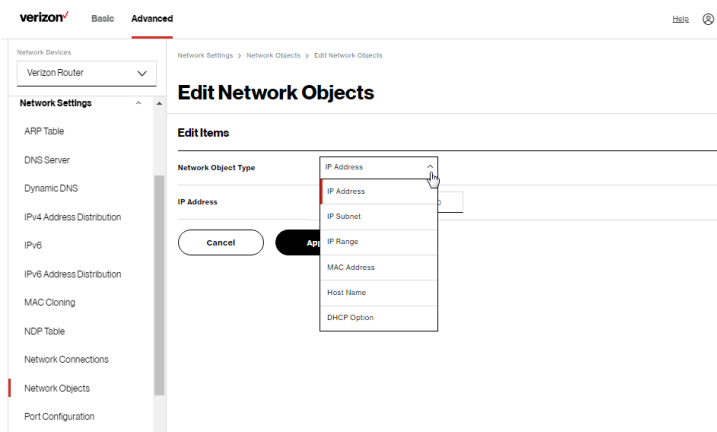 verizon
Basic
Advanced
Help
Network Devices
Verizon Router
Network Settings
ARP Table
DNS Server
Dynamic DNS
IPv4 Address Distribution
IPv6
IPv6 Address Distribution
MAC Cloning
NDP Table
Network Connections
Network Objects
Port Configuration
Network Settings > Network Objects > Edit Network Objects
Edit Network Objects
Edit Items
Network Object Type
IP Address
IP Address
IP Subnet
IP Range
MAC Address
Host Name
DHCP Option
IP Address
Cancel